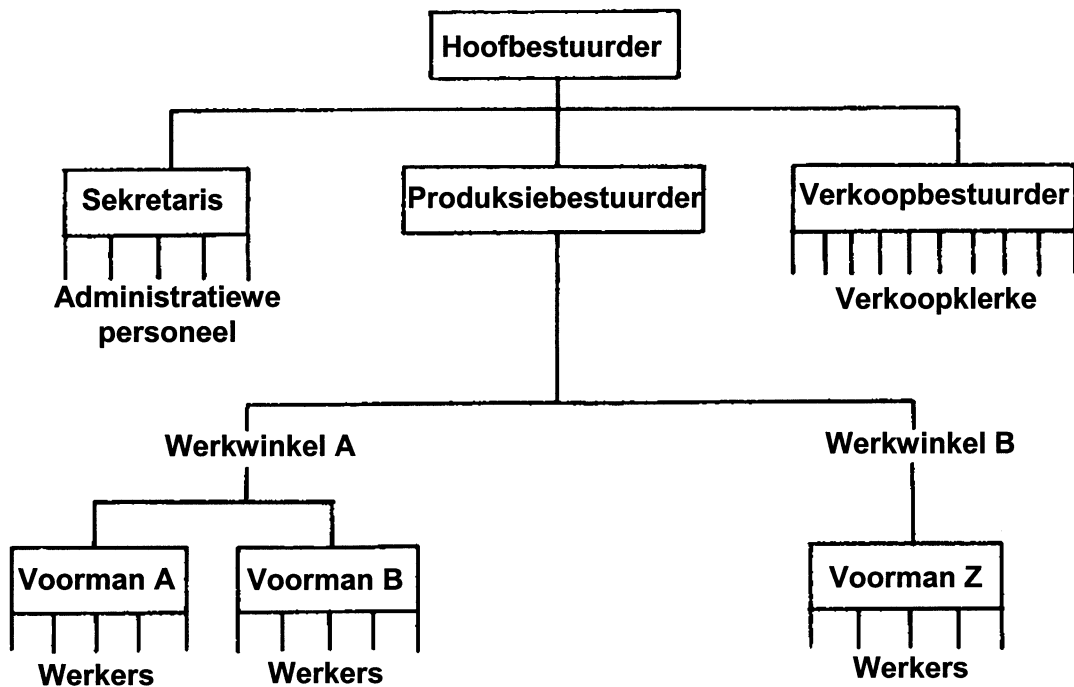 Hoofbestuurder
Sekretaris
Produksiebestuurder
Verkoopbestuurder
Administratiewe
personeel
Verkoopklerke
Werkwinkel A
Werkwinkel B
Voorman A
Voorman B
Voorman Z
Werkers
Werkers
Werkers